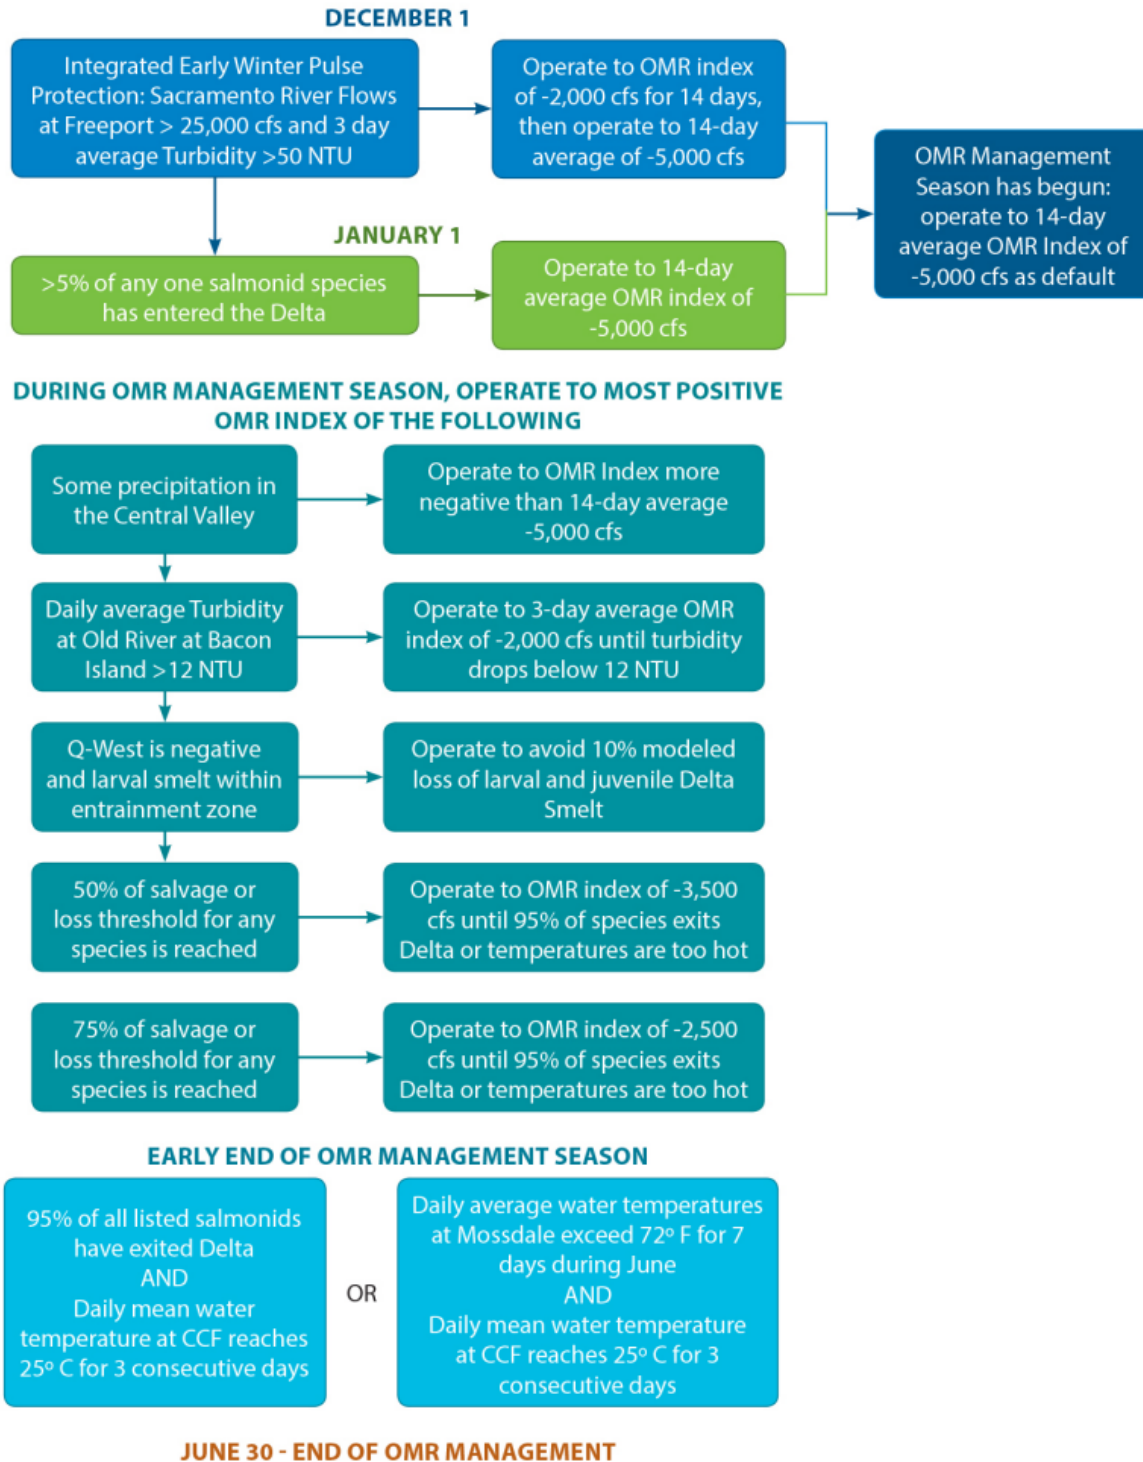 DECEMBER 1
Integrated Early Winter Pulse
Protection: Sacramento River Flows
at Freeport > 25,000 cfs and 3 day
average Turbidity >50 NTU
Operate to OMR index
of -2,000 cfs for 14 days,
then operate to 14-day
average of -5,000 cfs
OMR Management
Season has begun:
operate to 14-day
average OMR Index of
-5,000 cfs as default
JANUARY 1
>5% of any one salmonid species
has entered the Delta
Operate to 14-day
average OMR index of
-5,000 cfs
DURING OMR MANAGEMENT SEASON, OPERATE TO MOST POSITIVE
OMR INDEX OF THE FOLLOWING
Some precipitation in
the Central Valley
Operate to OMR Index more
negative than 14-day average
-5,000 cfs
Daily average Turbidity
at Old River at Bacon
Island >12 NTU
Operate to 3-day average OMR
index of -2,000 cfs until turbidity
drops below 12 NTU
Q-West is negative
and larval smelt within
entrainment zone
Operate to avoid 10% modeled
loss of larval and juvenile Delta
Smelt
50% of salvage or
loss threshold for any
species is reached
Operate to OMR index of -3,500
cfs until 95% of species exits
Delta or temperatures are too hot
75% of salvage or
loss threshold for any
species is reached
Operate to OMR index of -2,500
cfs until 95% of species exits
Delta or temperatures are too hot
EARLY END OF OMR MANAGEMENT SEASON
95% of all listed salmonids
have exited Delta
AND
Daily mean water
temperature at CCF reaches
25º C for 3 consecutive days
OR
Daily average water temperatures
at Mossdale exceed 72º F for 7
days during June
AND
Daily mean water temperature
at CCF reaches 25º C for 3
consecutive days
JUNE 30 - END OF OMR MANAGEMENT